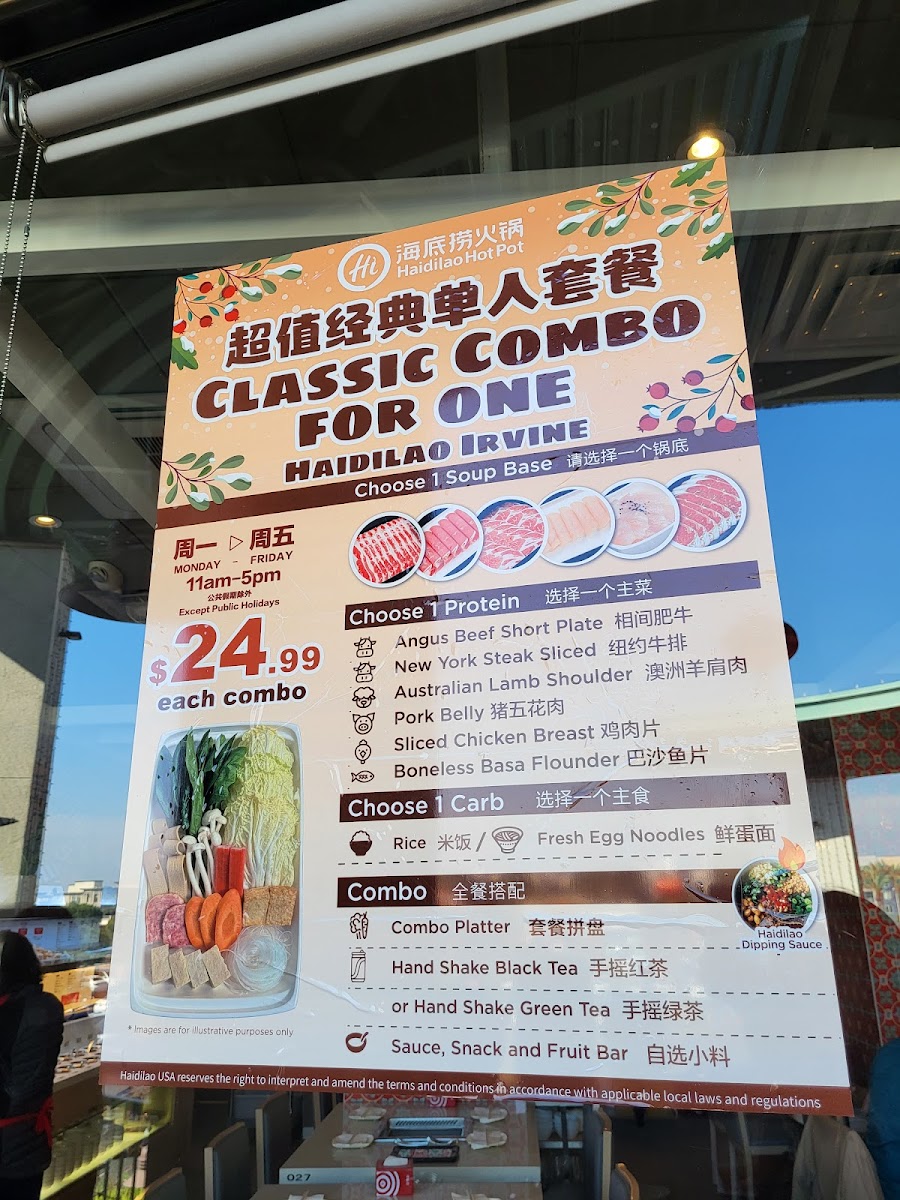 Hi 海底捞火锅
Haidilao Hot Pot
超值经典单人套餐
CLASSIC COMBO
FOR ONE
HAIDILAO IRVINE
Choose 1 Soup Base 请选择一个锅底
周一 ▷ 周五
MONDAY - FRIDAY
11am-5pm
公共假期除外
Except Public Holidays
$24.99
each combo
Choose 1 Protein 选择一个主菜
Angus Beef Short Plate 相间肥牛
New York Steak Sliced 纽约牛排
Australian Lamb Shoulder 澳洲羊肩肉
Pork Belly 猪五花肉
Sliced Chicken Breast 鸡肉片
Boneless Basa Flounder 巴沙鱼片
Choose 1 Carb 选择一个主食
Rice 米饭 / Fresh Egg Noodles 鲜蛋面
Combo 全餐搭配
Combo Platter 套餐拼盘
Hand Shake Black Tea 手摇红茶
or Hand Shake Green Tea 手摇绿茶
Sauce, Snack and Fruit Bar 自选小料
Haidilao
Dipping Sauce
* Images are for illustrative purposes only
Haidilao USA reserves the right to interpret and amend the terms and conditions in accordance with applicable local laws and regulations
027